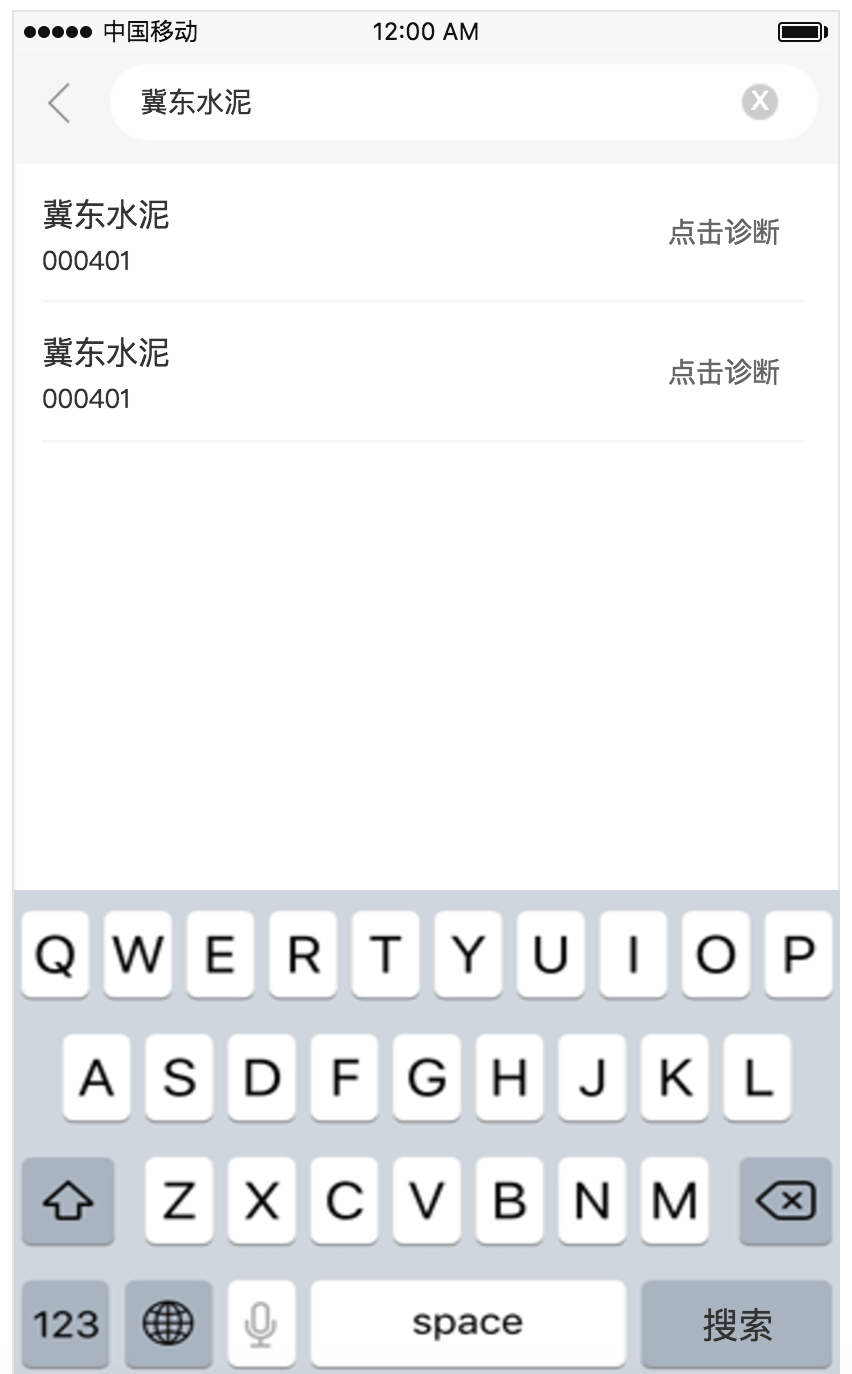 中国移动 12:00 AM
冀东水泥 X
冀东水泥
点击诊断
000401
冀东水泥
点击诊断
000401
Q W E R T Y U I O P
A S D F G H J K L
Z X C V B N M
123 space 搜索